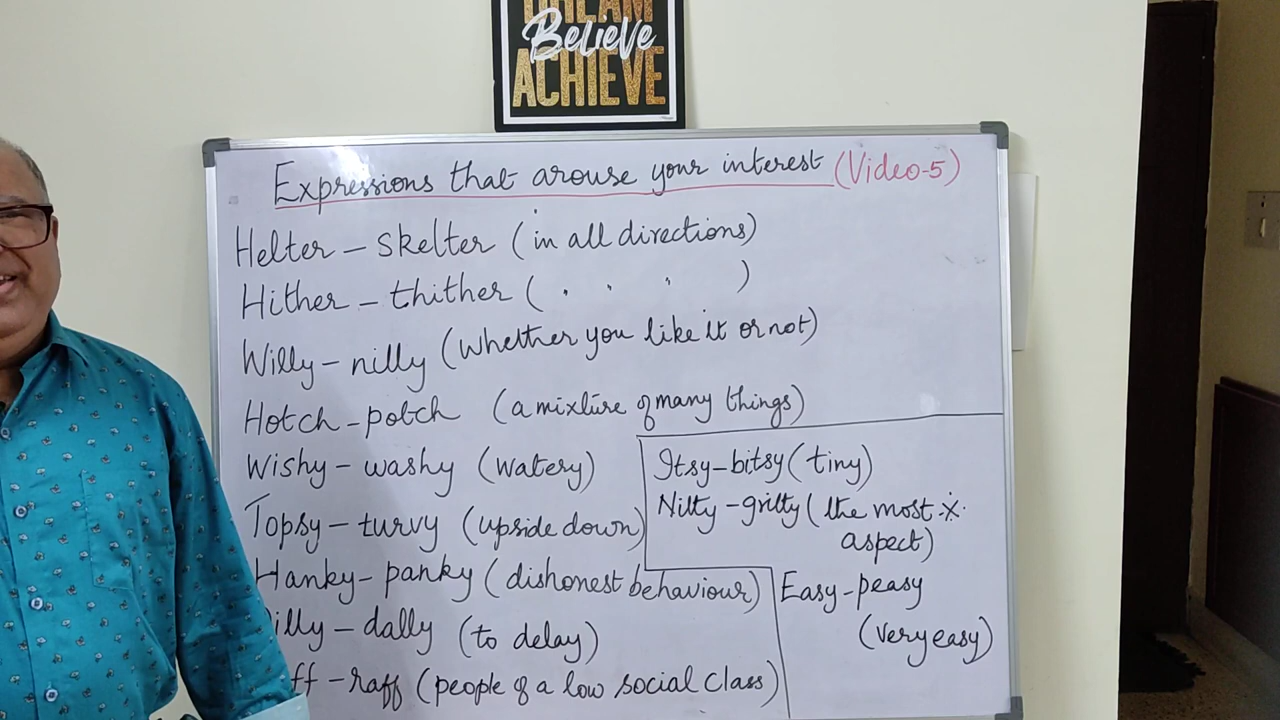 DREAM
Believe
ACHIEVE
Expressions that arouse your interest (Video-5)
Helter - skelter (in all directions)
Hither - thither ( " " " )
Willy - nilly (whether you like it or not)
Hotch - potch (a mixture of many things)
Wishy - washy (watery)
Topsy - turvy (upside down)
Hanky - panky (dishonest behaviour)
illy - dally (to delay)
ff - raff (people of a low social class)
Itsy - bitsy (tiny)
Nitty - gritty (the most
aspect)
Easy - peasy
(very easy)